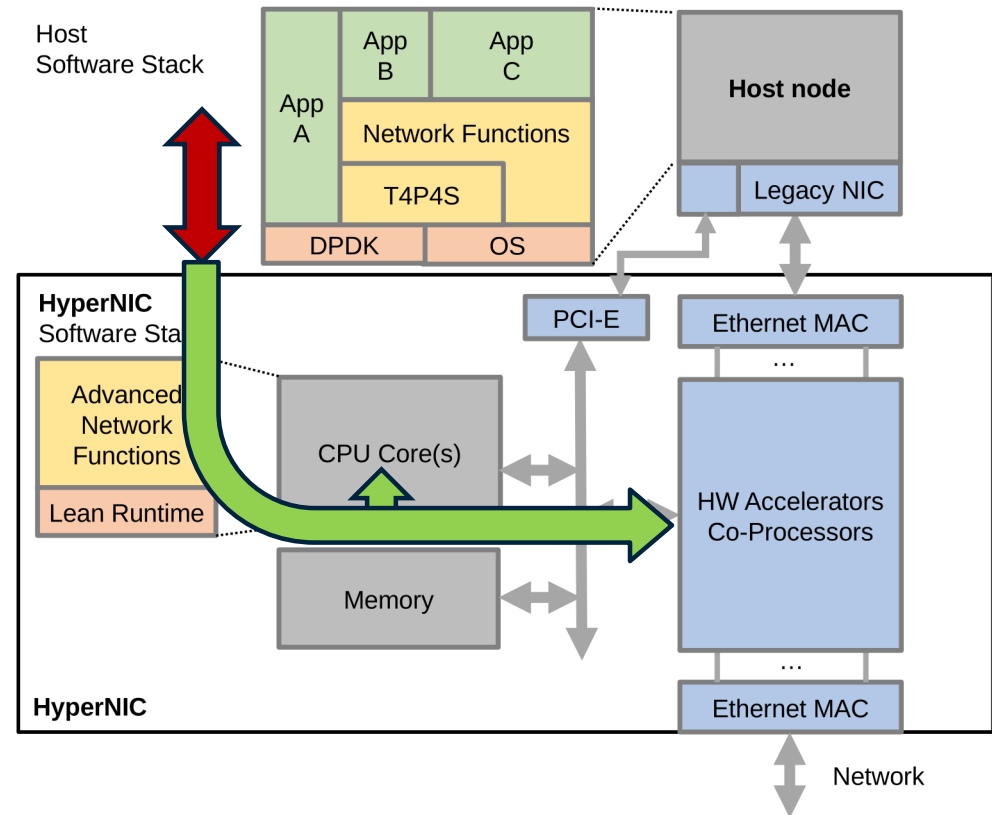 Host
Software Stack
App
A
App
B
App
C
Network Functions
T4P4S
DPDK
OS
Host node
Legacy NIC
HyperNIC
Software Sta
PCI-E
Ethernet MAC
...
Advanced
Network
Functions
Lean Runtime
CPU Core(s)
HW Accelerators
Co-Processors
Memory
...
HyperNIC
Ethernet MAC
Network